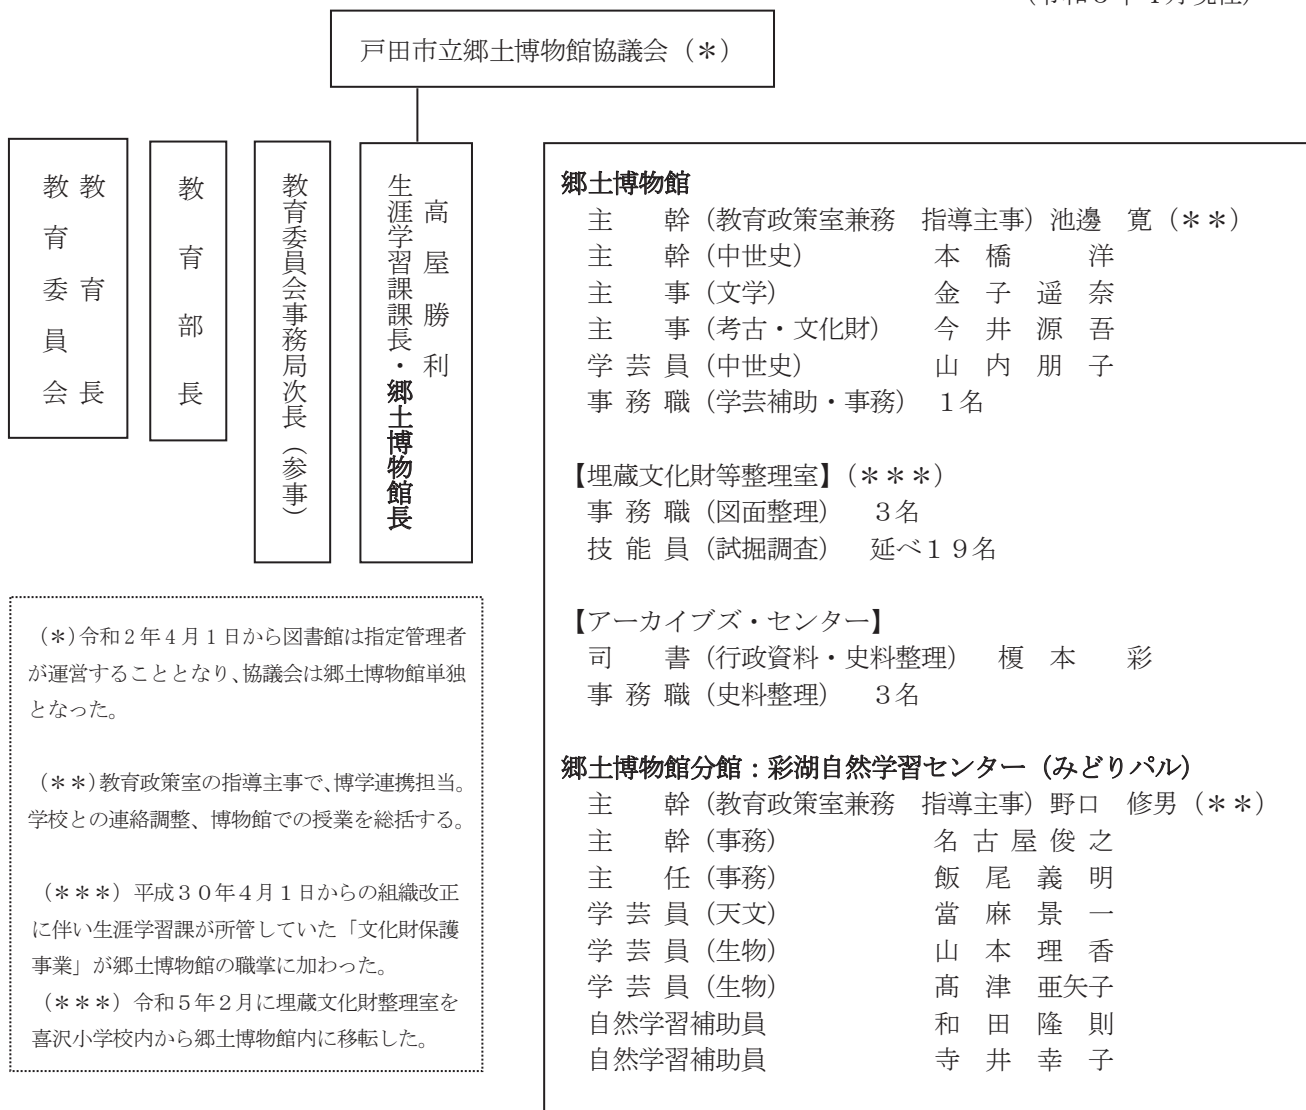 戸田市立郷土博物館協議会（＊）
教育委員会
教育長
教育部長
教育委員会事務局次長（参事）
生涯学習課課長・郷土博物館長
高屋勝利
郷土博物館
主　　幹（教育政策室兼務　指導主事）池邊　寛（＊＊）
主　　幹（中世史）　本　橋　　洋
主　　事（文学）　金　子　遥　奈
主　　事（考古・文化財）　今　井　源　吾
学 芸 員（中世史）　山　内　朋　子
事 務 職（学芸補助・事務）　１名
【埋蔵文化財等整理室】（＊＊＊）
事 務 職（図面整理）　３名
技 能 員（試掘調査）　延べ１９名
【アーカイブズ・センター】
司　　書（行政資料・史料整理）　榎　本　　彩
事 務 職（史料整理）　３名
郷土博物館分館：彩湖自然学習センター（みどりパル）
主　　幹（教育政策室兼務　指導主事）野口　修男（＊＊）
主　　幹（事務）　名 古 屋 俊 之
主　　任（事務）　飯　尾　義　明
学 芸 員（天文）　當　麻　景　一
学 芸 員（生物）　山　本　理　香
学 芸 員（生物）　髙　津　亜矢子
自然学習補助員　和　田　隆　則
自然学習補助員　寺　井　幸　子
（＊）令和２年４月１日から図書館は指定管理者
が運営することとなり、協議会は郷土博物館単独
となった。
（＊＊）教育政策室の指導主事で、博学連携担当。
学校との連絡調整、博物館での授業を総括する。
（＊＊＊）平成３０年４月１日からの組織改正
に伴い生涯学習課が所管していた「文化財保護
事業」が郷土博物館の職掌に加わった。
（＊＊＊）令和５年２月に埋蔵文化財整理室を
喜沢小学校内から郷土博物館内に移転した。